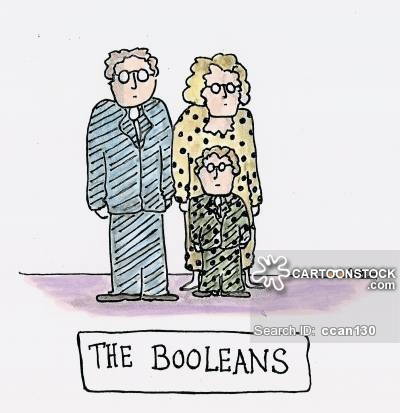 CARTOONSTOCK
.com
Search ID: ccan130
THE BOOLEANS